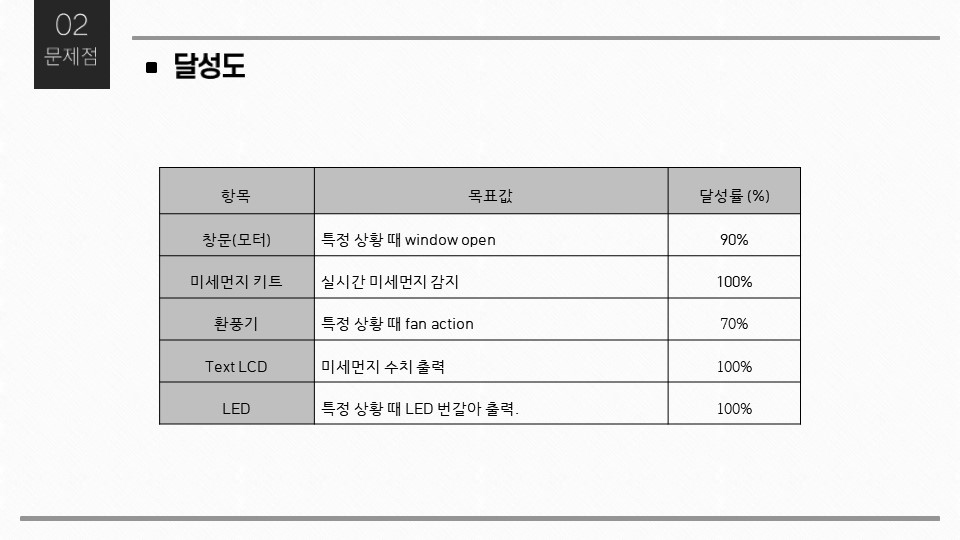 02
문제점
달성도
항목 목표값 달성률 (%)
창문(모터) 특정 상황 때 window open 90%
미세먼지 키트 실시간 미세먼지 감지 100%
환풍기 특정 상황 때 fan action 70%
Text LCD 미세먼지 수치 출력 100%
LED 특정 상황 때 LED 번갈아 출력. 100%